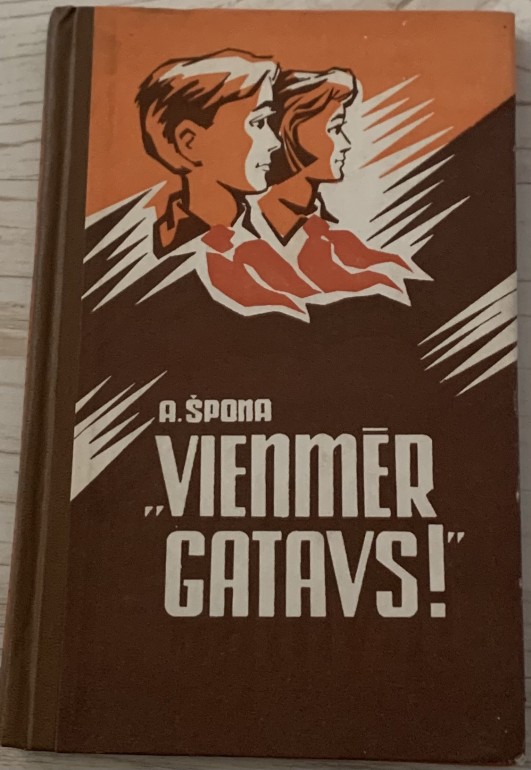 A. ŠPONA
„VIENMĒR
GATAVS!”